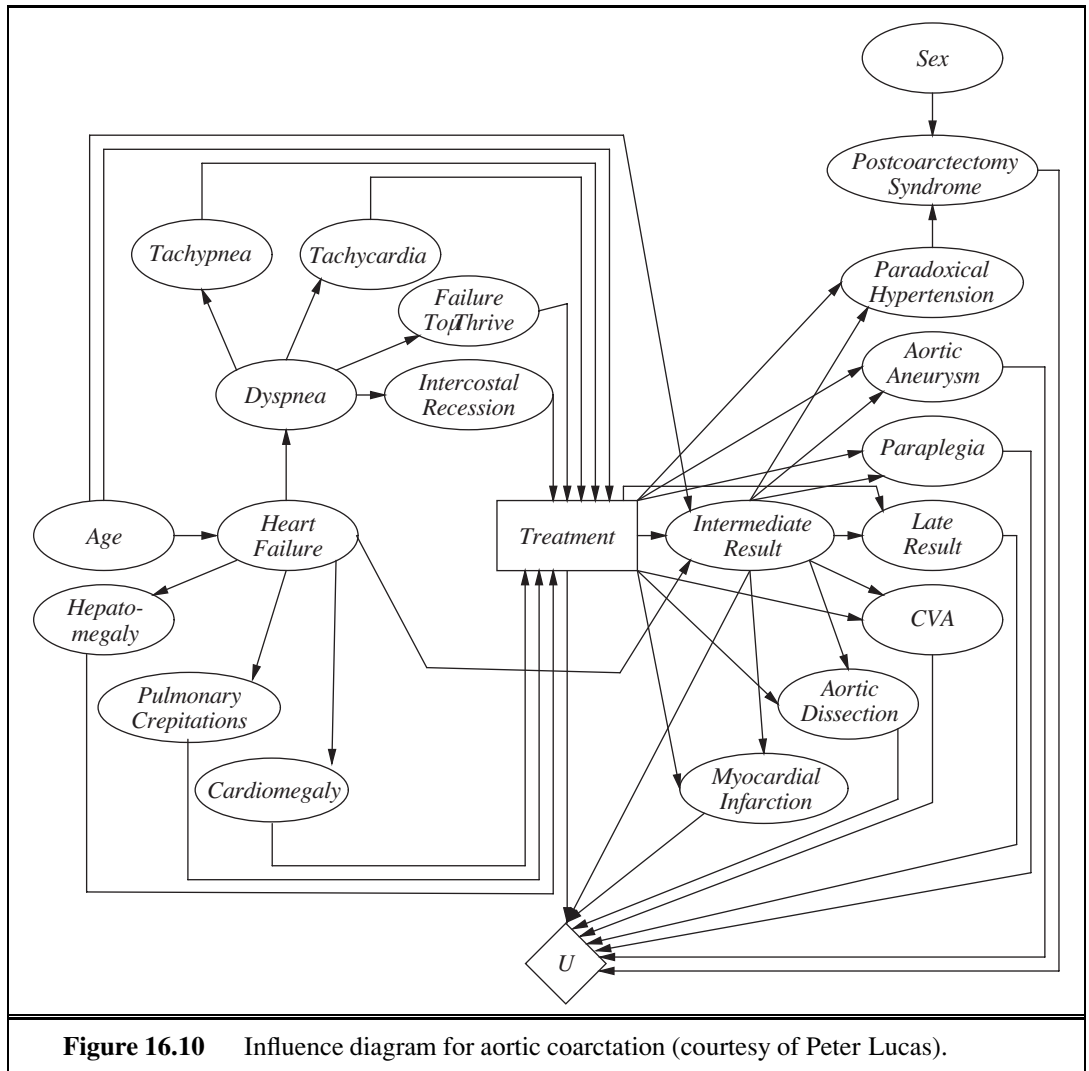 Sex
Postcoarctectomy
Syndrome
Tachypnea
Tachycardia
Paradoxical
Hypertension
Failure
ToμThrive
Aortic
Aneurysm
Dyspnea
Intercostal
Recession
Paraplegia
Age
Heart
Failure
Treatment
Intermediate
Result
Late
Result
Hepato-
megaly
CVA
Pulmonary
Crepitations
Aortic
Dissection
Cardiomegaly
Myocardial
Infarction
U
Figure 16.10 Influence diagram for aortic coarctation (courtesy of Peter Lucas).